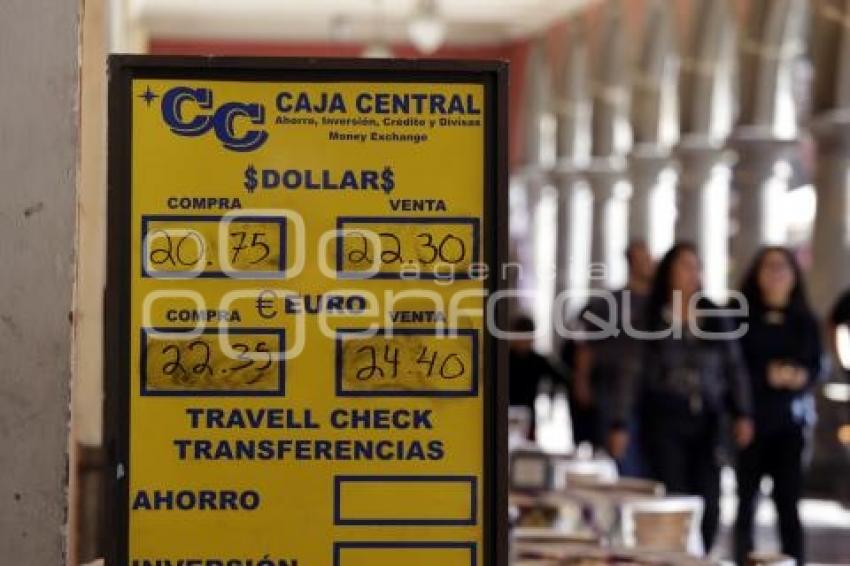 CC CAJA CENTRAL
Ahorro, Inversión, Crédito y Divisas
Money Exchange
$DOLLAR$
COMPRA VENTA
20.75 22.30
€ EURO
COMPRA VENTA
22.35 24.40
TRAVELL CHECK
TRANSFERENCIAS
AHORRO
INVERSIÓN
agencia
enfoque